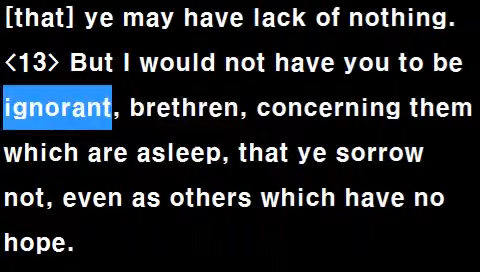 [that] ye may have lack of nothing.
<13> But I would not have you to be
ignorant, brethren, concerning them
which are asleep, that ye sorrow
not, even as others which have no
hope.